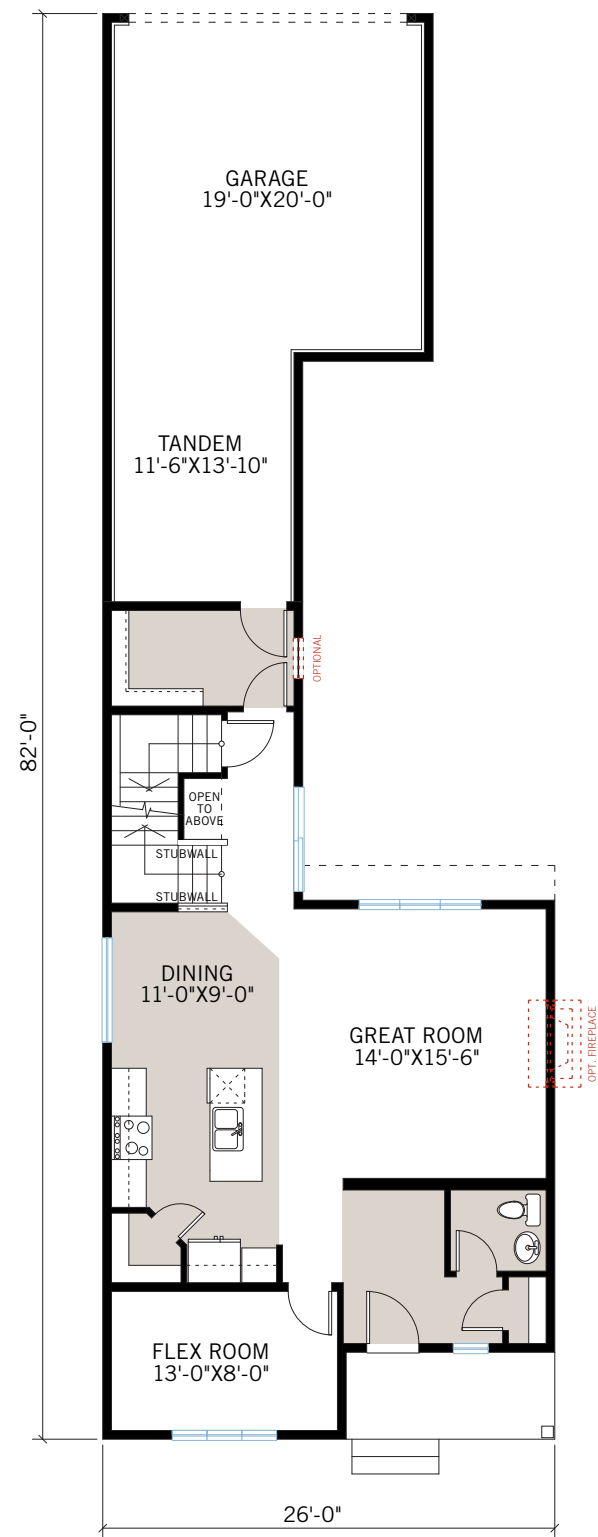 GARAGE
19'-0"X20'-0"
TANDEM
11'-6"X13'-10"
OPTIONAL
82'-0"
OPEN
TO
ABOVE
STUBWALL
STUBWALL
DINING
11'-0"X9'-0"
GREAT ROOM
14'-0"X15'-6"
OPT. FIREPLACE
FLEX ROOM
13'-0"X8'-0"
26'-0"